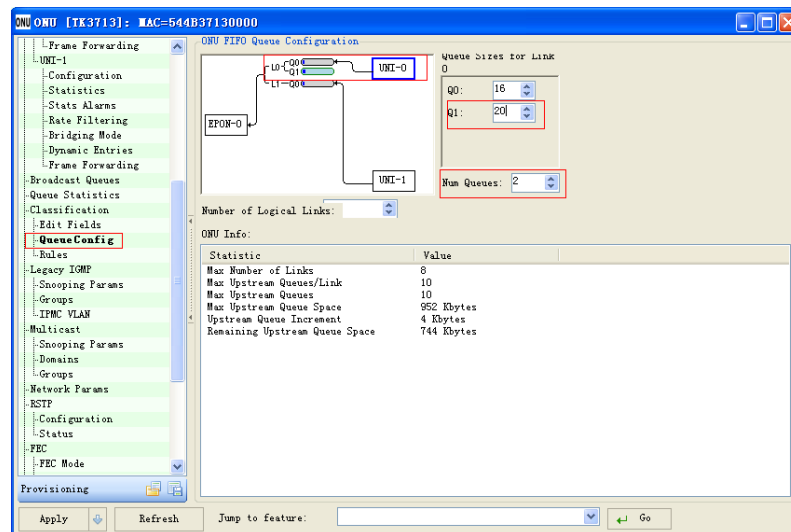 ONU ONU [TK3713]: MAC=544B37130000
Frame Forwarding
UNI-1
Configuration
Statistics
Stats Alarms
Rate Filtering
Bridging Mode
Dynamic Entries
Frame Forwarding
Broadcast Queues
Queue Statistics
Classification
Edit Fields
QueueConfig
Rules
Legacy IGMP
Snooping Params
Groups
IPMC VLAN
Multicast
Snooping Params
Domains
Groups
Network Params
RSTP
Configuration
Status
FEC
FEC Mode
Provisioning
ONU FIFO Queue Configuration
L0 Q0
Q1
UNI-0
L1 Q0
EPON-0
UNI-1
Queue Sizes for Link
0
Q0: 16
Q1: 20
Num Queues: 2
Number of Logical Links:
ONU Info:
Statistic Value
Max Number of Links 8
Max Upstream Queues/Link 10
Max Upstream Queues 10
Max Upstream Queue Space 952 Kbytes
Upstream Queue Increment 4 Kbytes
Remaining Upstream Queue Space 744 Kbytes
Apply Refresh Jump to feature: Go